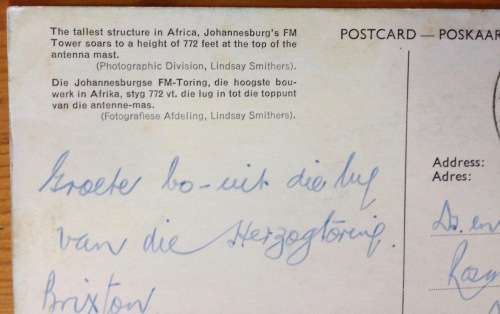 The tallest structure in Africa, Johannesburg's FM
Tower soars to a height of 772 feet at the top of the
antenna mast.
(Photographic Division, Lindsay Smithers).
Die Johannesburgse FM-Toring, die hoogste bou-
werk in Afrika, styg 772 vt. die lug in tot die toppunt
van die antenne-mas.
(Fotografiese Afdeling, Lindsay Smithers).
POSTCARD — POSKAAR
Groete bo-uit die lug
van die Herzogtoring.
Brixton
Address:
Adres: